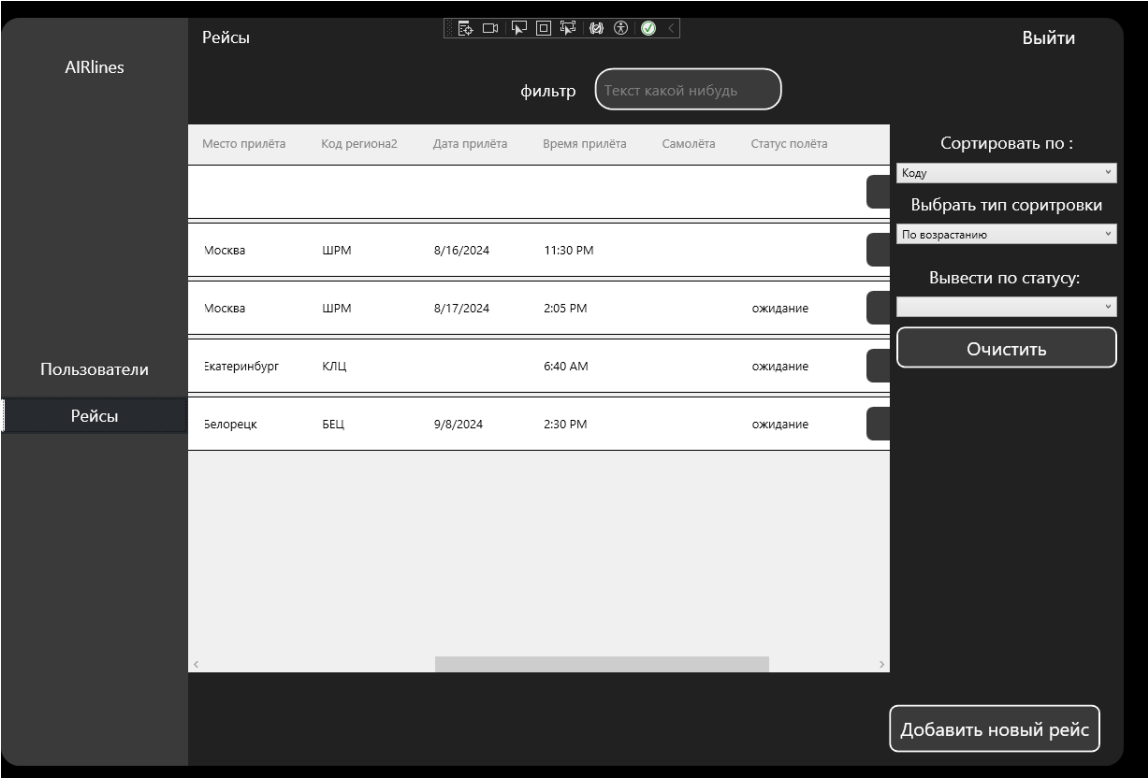 Рейсы
Выйти
AIRlines
фильтр
Текст какой нибудь
Место прилёта Код региона2 Дата прилёта Время прилёта Самолёта Статус полёта
Москва ШРМ 8/16/2024 11:30 PM
Москва ШРМ 8/17/2024 2:05 PM ожидание
Екатеринбург КЛЦ 6:40 AM ожидание
Белорецк БЕЦ 9/8/2024 2:30 PM ожидание
Сортировать по :
Коду
Выбрать тип соритровки
По возрастанию
Вывести по статусу:
Очистить
Пользователи
Рейсы
Добавить новый рейс